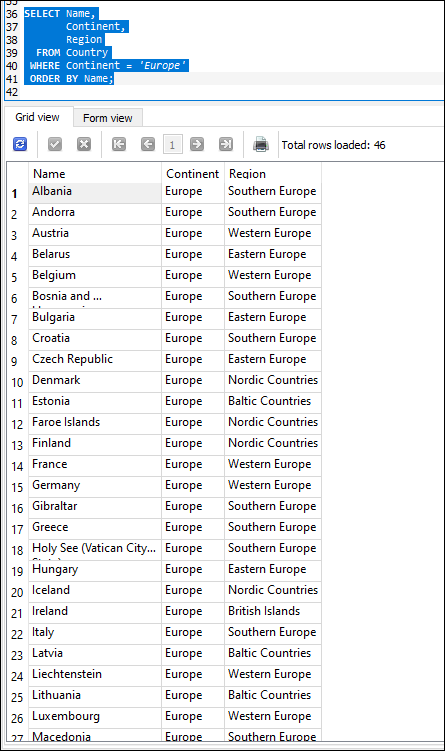 35
36 SELECT Name,
37 Continent,
38 Region
39 FROM Country
40 WHERE Continent = 'Europe'
41 ORDER BY Name;
42
Grid view Form view
1 Total rows loaded: 46
Name Continent Region
1 Albania Europe Southern Europe
2 Andorra Europe Southern Europe
3 Austria Europe Western Europe
4 Belarus Europe Eastern Europe
5 Belgium Europe Western Europe
6 Bosnia and ... Europe Southern Europe
7 Bulgaria Europe Eastern Europe
8 Croatia Europe Southern Europe
9 Czech Republic Europe Eastern Europe
10 Denmark Europe Nordic Countries
11 Estonia Europe Baltic Countries
12 Faroe Islands Europe Nordic Countries
13 Finland Europe Nordic Countries
14 France Europe Western Europe
15 Germany Europe Western Europe
16 Gibraltar Europe Southern Europe
17 Greece Europe Southern Europe
18 Holy See (Vatican City... Europe Southern Europe
19 Hungary Europe Eastern Europe
20 Iceland Europe Nordic Countries
21 Ireland Europe British Islands
22 Italy Europe Southern Europe
23 Latvia Europe Baltic Countries
24 Liechtenstein Europe Western Europe
25 Lithuania Europe Baltic Countries
26 Luxembourg Europe Western Europe
27 Macedonia Europe Southern Europe